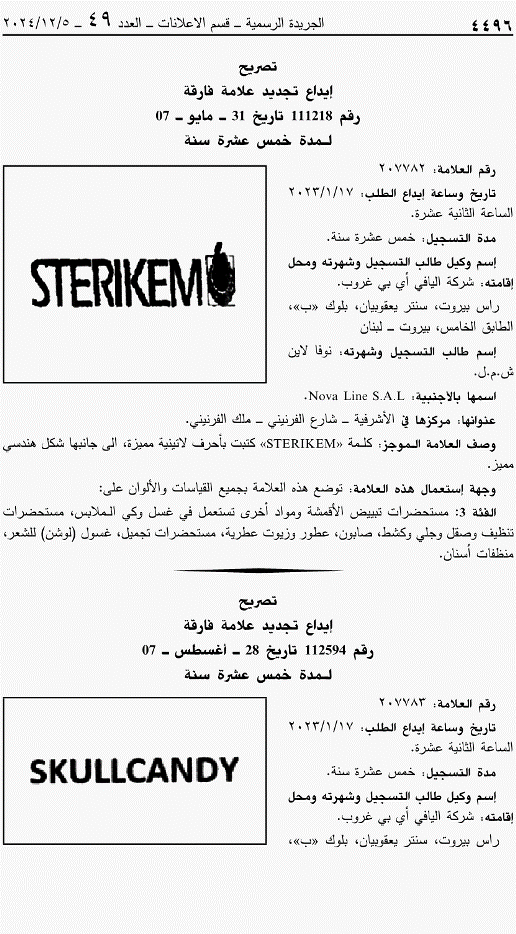 ٤٤٩٦
الجريدة الرسمية – قسم الاعلانات – العدد ٤٩ – ٢٠٢٤/١٢/٥
تصريح
إيداع تجديد علامة فارقة
رقم 111218 تاريخ 31 – مايو – 07
لـمدة خمس عشرة سنة
STERIKEM
رقم العلامة: ٢٠٧٧٨٢
تاريخ وساعة إيداع الطلب: ٢٠٢٣/١/١٧
الساعة الثانية عشرة.
مدة التسجيل: خمس عشرة سنة.
إسم وكيل طالب التسجيل وشهرته ومحل
إقامته: شركة اليافي أي بي غروب.
راس بيروت، سنتر يعقوبيان، بلوك «ب»،
الطابق الخامس، بيروت – لبنان
إسم طالب التسجيل وشهرته: نوفا لاين
ش.م.ل.
اسمها بالأجنبية: Nova Line S.A.L.
عنوانها: مركزها في الأشرفية – شارع الفرنيني – ملك الفرنيني.
وصف العلامة الـموجز: كلـمة «STERIKEM» كتبت بأحرف لاتينية مميزة، الى جانبها شكل هندسي
مميز.
وجهة إستعمال هذه العلامة: توضع هذه العلامة بجميع القياسات والألوان على:
الفئة 3: مستحضرات تبييض الأقمشة ومواد أخرى تستعمل في غسل وكي الـملابس، مستحضرات
تنظيف وصقل وجلي وكشط، صابون، عطور وزيوت عطرية، مستحضرات تجميل، غسول (لوشن) للشعر،
منظفات أسنان.
تصريح
إيداع تجديد علامة فارقة
رقم 112594 تاريخ 28 – أغسطس – 07
لـمدة خمس عشرة سنة
SKULLCANDY
رقم العلامة: ٢٠٧٧٨٣
تاريخ وساعة إيداع الطلب: ٢٠٢٣/١/١٧
الساعة الثانية عشرة.
مدة التسجيل: خمس عشرة سنة.
إسم وكيل طالب التسجيل وشهرته ومحل
إقامته: شركة اليافي أي بي غروب.
راس بيروت، سنتر يعقوبيان، بلوك «ب»،